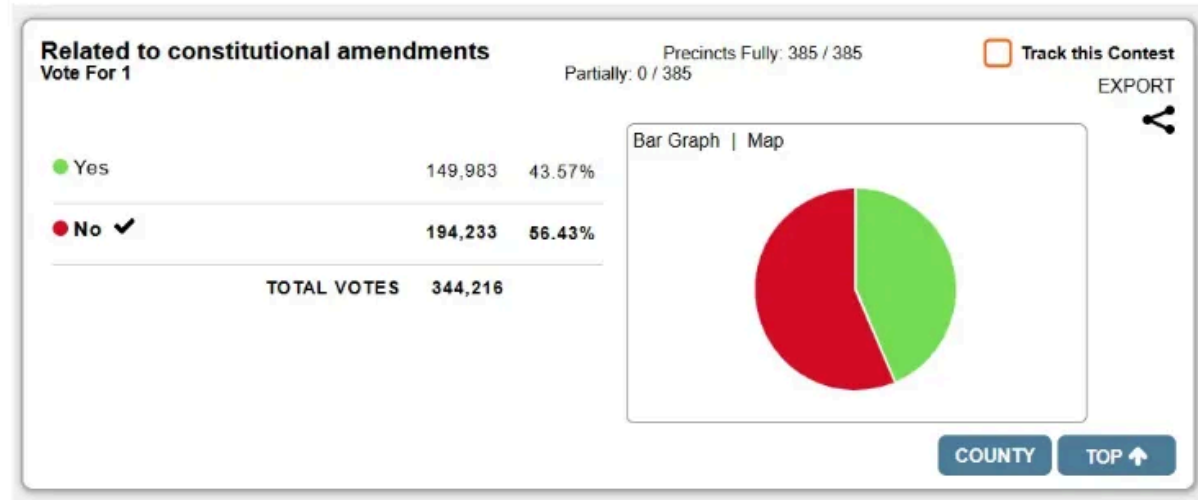 Related to constitutional amendments
Vote For 1
Precincts Fully: 385 / 385
Partially: 0 / 385
Track this Contest
EXPORT
Yes 149,983 43.57%
No 194,233 56.43%
TOTAL VOTES 344,216
Bar Graph | Map
COUNTY
TOP